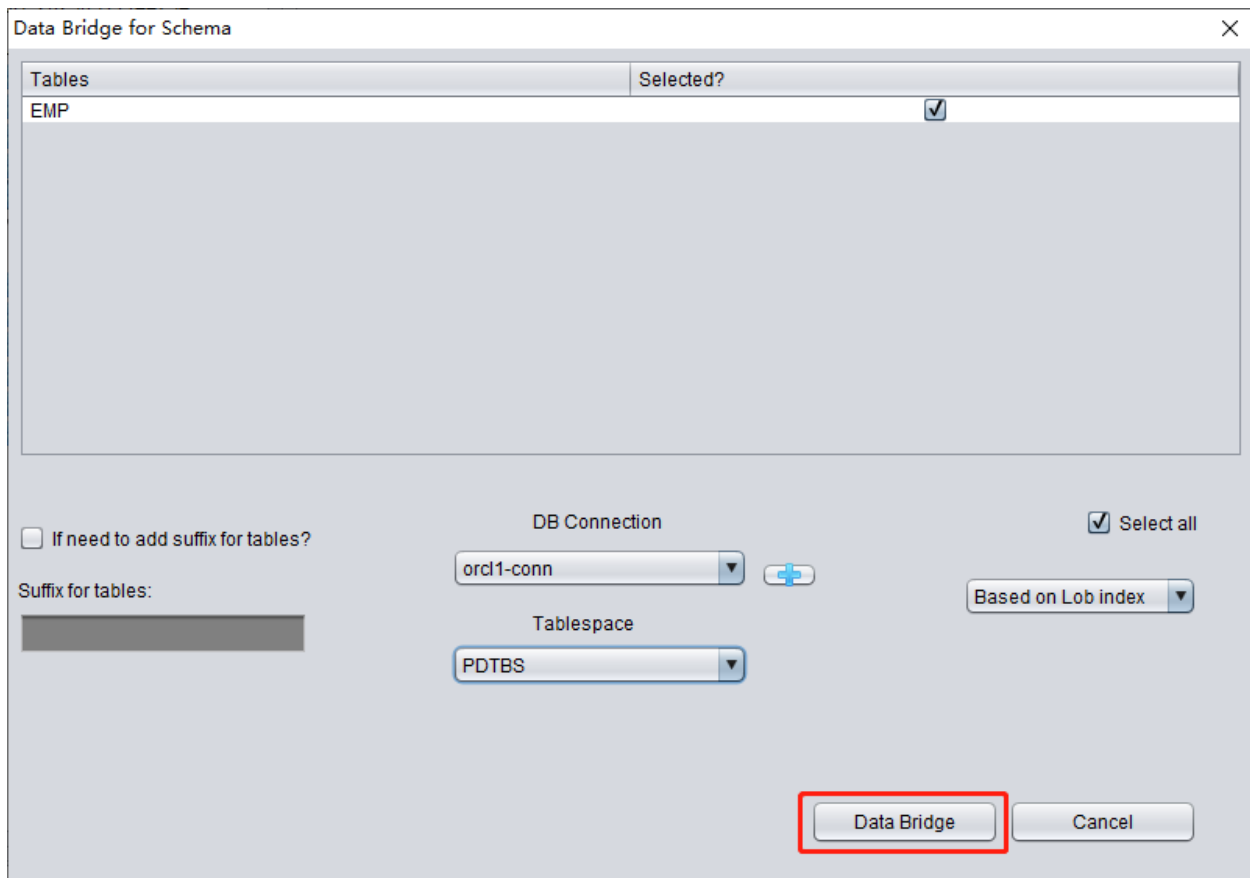 Data Bridge for Schema
Tables Selected?
EMP
If need to add suffix for tables?
DB Connection
Select all
orcl1-conn
Suffix for tables:
Based on Lob index
Tablespace
PDTBS
Data Bridge Cancel